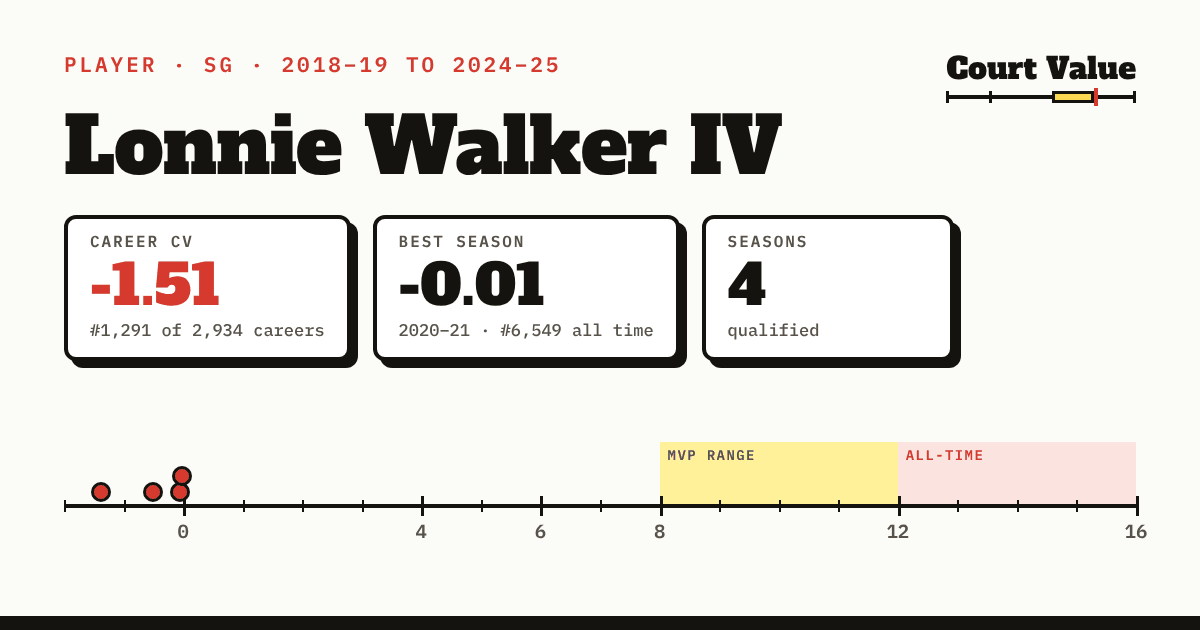 PLAYER · SG · 2018–19 TO 2024–25
Court Value
Lonnie Walker IV
CAREER CV
-1.51
#1,291 of 2,934 careers
BEST SEASON
-0.01
2020–21 · #6,549 all time
SEASONS
4
qualified
MVP RANGE
ALL-TIME
0 4 6 8 12 16